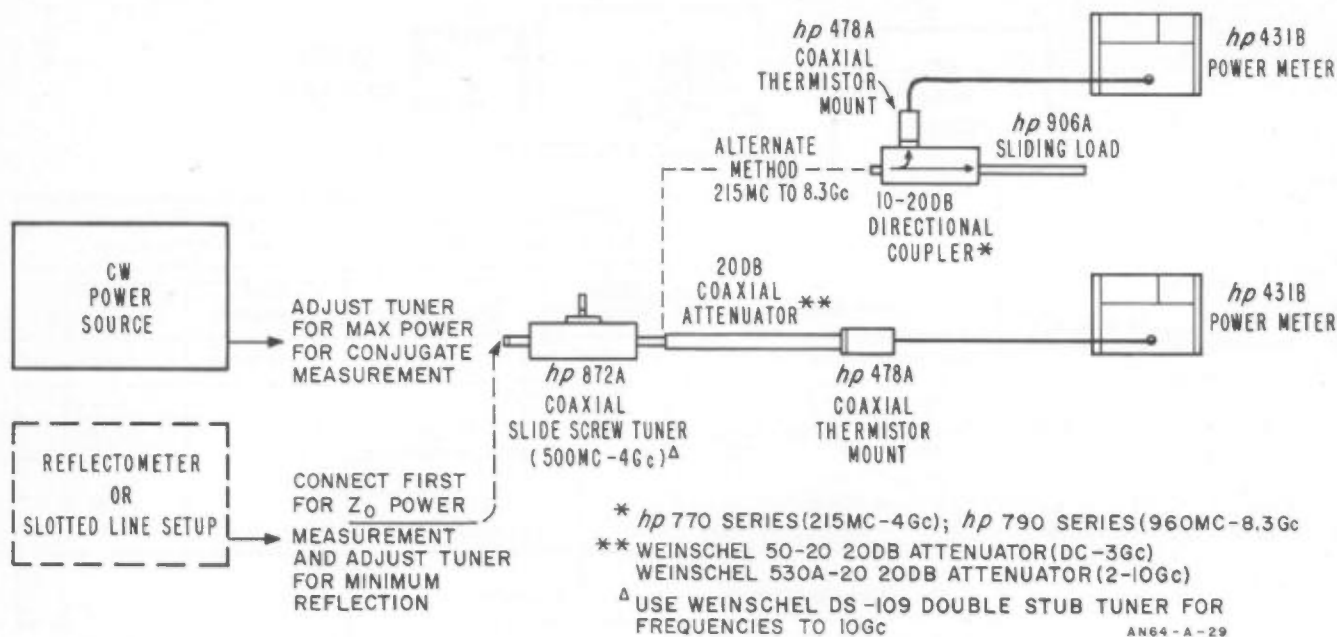 hp 478A
COAXIAL
THERMISTOR
MOUNT
hp 431B
POWER METER
hp 906A
SLIDING LOAD
ALTERNATE
METHOD
215MC TO 8.3Gc
10-20DB
DIRECTIONAL
COUPLER*
CW
POWER
SOURCE
ADJUST TUNER
FOR MAX POWER
FOR CONJUGATE
MEASUREMENT
20DB
COAXIAL
ATTENUATOR**
hp 431B
POWER METER
hp 872A
COAXIAL
SLIDE SCREW TUNER
(500MC-4Gc)Δ
hp 478A
COAXIAL
THERMISTOR
MOUNT
REFLECTOMETER
OR
SLOTTED LINE SETUP
CONNECT FIRST
FOR Z₀ POWER
MEASUREMENT
AND ADJUST TUNER
FOR MINIMUM
REFLECTION
* hp 770 SERIES(215MC-4Gc); hp 790 SERIES(960MC-8.3Gc
** WEINSCHEL 50-20 20DB ATTENUATOR(DC-3Gc)
WEINSCHEL 530A-20 20DB ATTENUATOR(2-10Gc)
Δ USE WEINSCHEL DS-109 DOUBLE STUB TUNER FOR
FREQUENCIES TO 10Gc
AN64-A-29